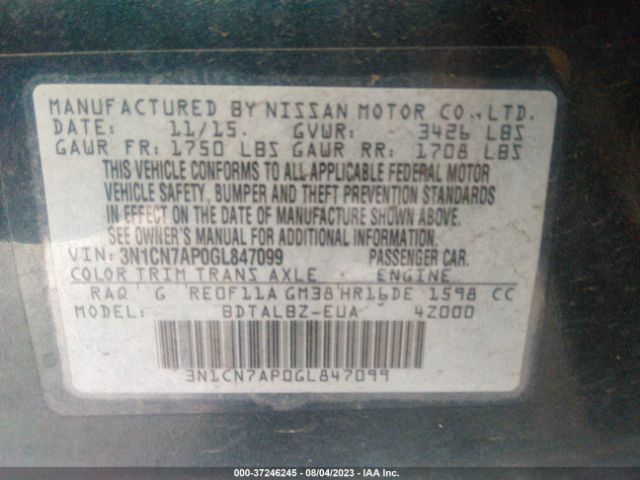 MANUFACTURED BY NISSAN MOTOR CO.,LTD.
DATE: 11/15. GVWR: 3426 LBS
GAWR FR: 1750 LBS GAWR RR: 1708 LBS
THIS VEHICLE CONFORMS TO ALL APPLICABLE FEDERAL MOTOR
VEHICLE SAFETY, BUMPER AND THEFT PREVENTION STANDARDS
IN EFFECT ON THE DATE OF MANUFACTURE SHOWN ABOVE.
SEE OWNER'S MANUAL FOR ADDITIONAL INFORMATION.
VIN: 3N1CN7AP0GL847099 PASSENGER CAR.
COLOR TRIM TRANS AXLE ENGINE
RAQ G RE0F11A GM38 HR16DE 1598 CC
MODEL: BDTALBZ-EUA 4Z000
3N1CN7AP0GL847099
000-37246245 - 08/04/2023 - IAA Inc.